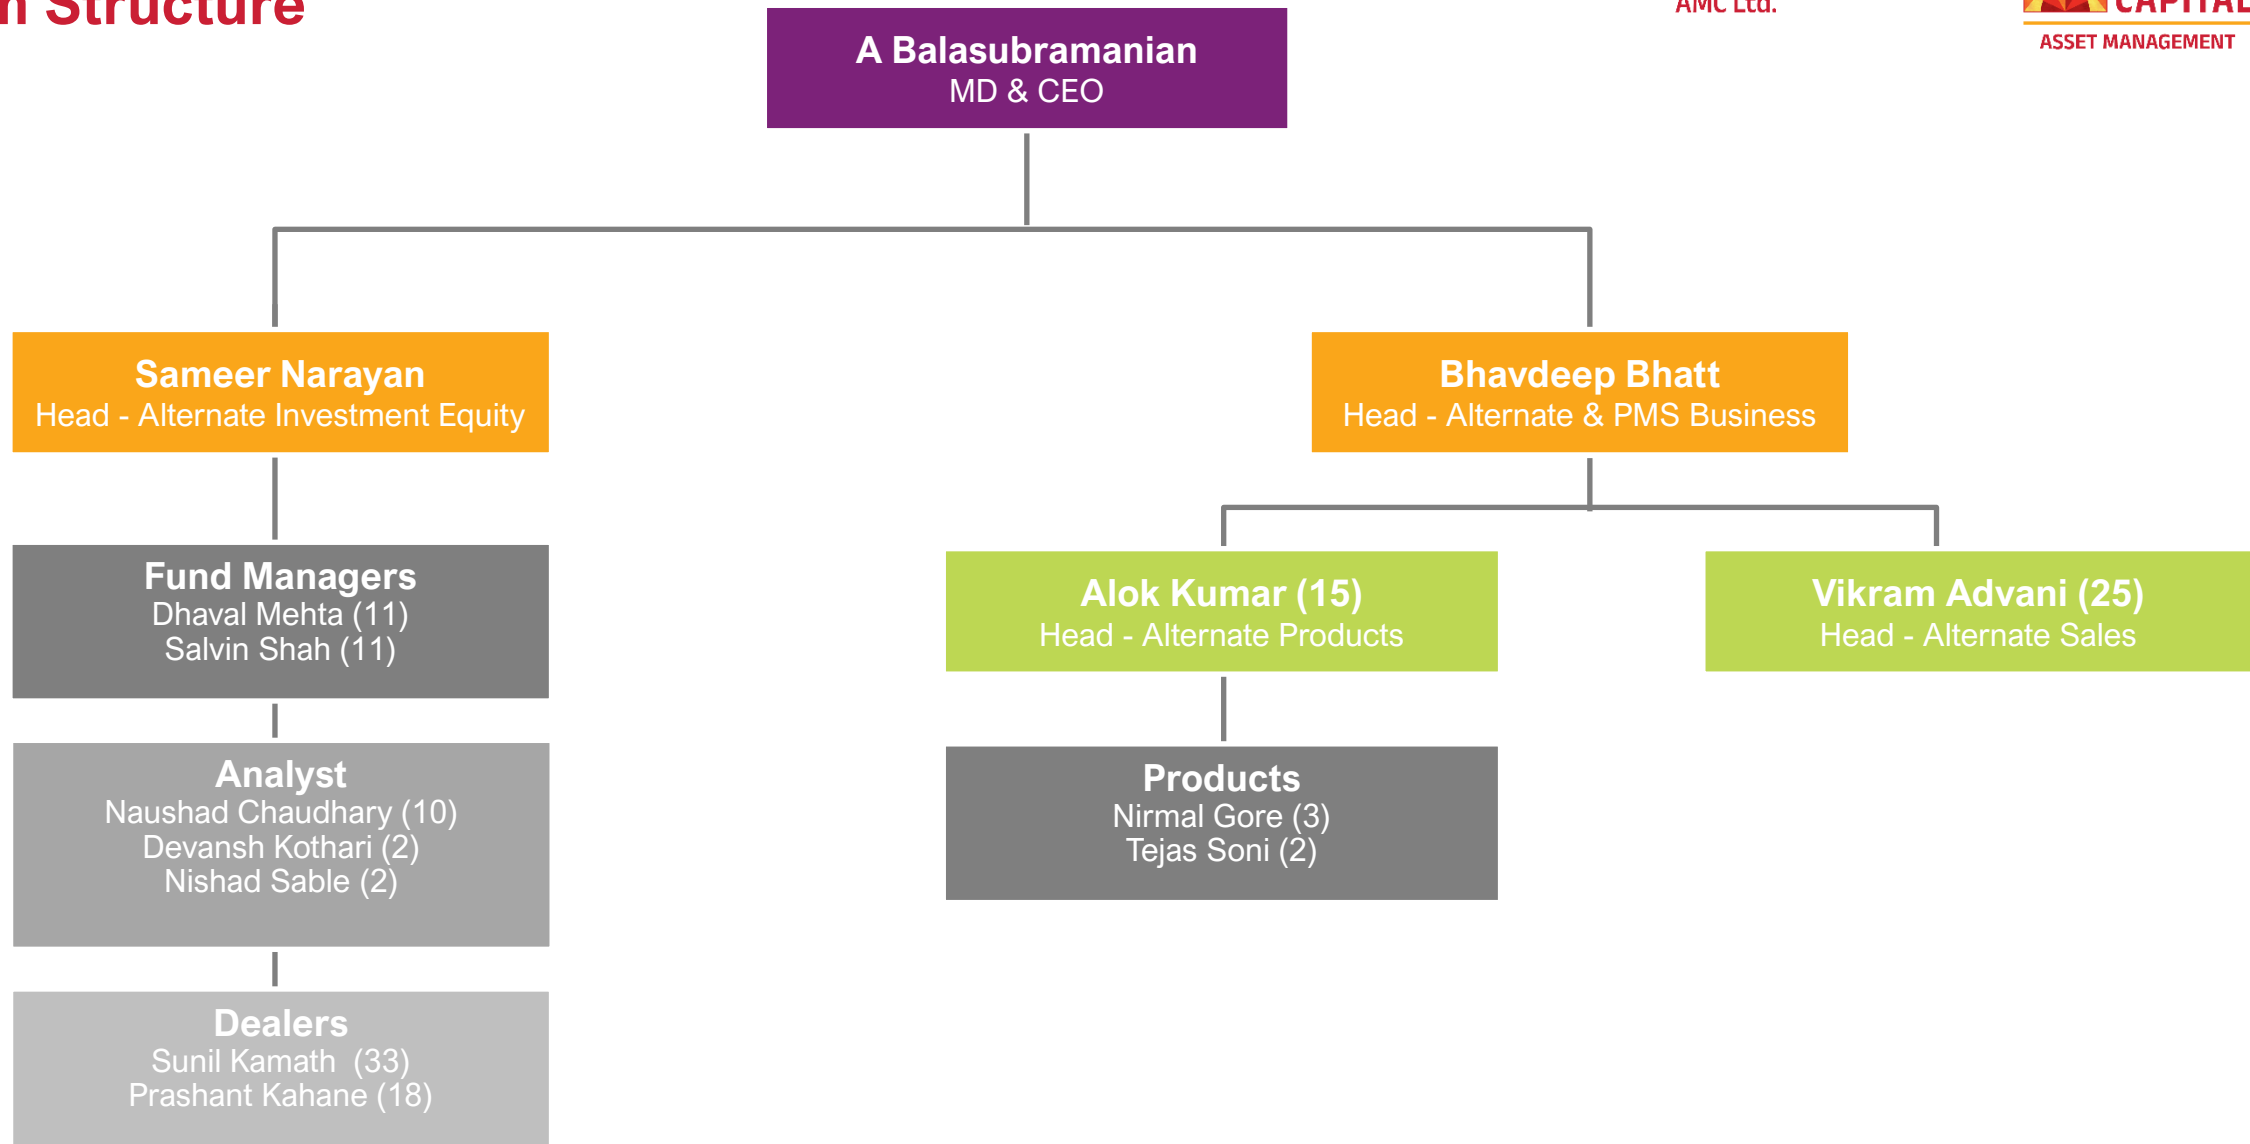 Structure
AMC Ltd.
CAPITAL
ASSET MANAGEMENT
A Balasubramanian
MD & CEO
Sameer Narayan
Head - Alternate Investment Equity
Bhavdeep Bhatt
Head - Alternate & PMS Business
Fund Managers
Dhaval Mehta (11)
Salvin Shah (11)
Alok Kumar (15)
Head - Alternate Products
Vikram Advani (25)
Head - Alternate Sales
Analyst
Naushad Chaudhary (10)
Devansh Kothari (2)
Nishad Sable (2)
Products
Nirmal Gore (3)
Tejas Soni (2)
Dealers
Sunil Kamath  (33)
Prashant Kahane (18)